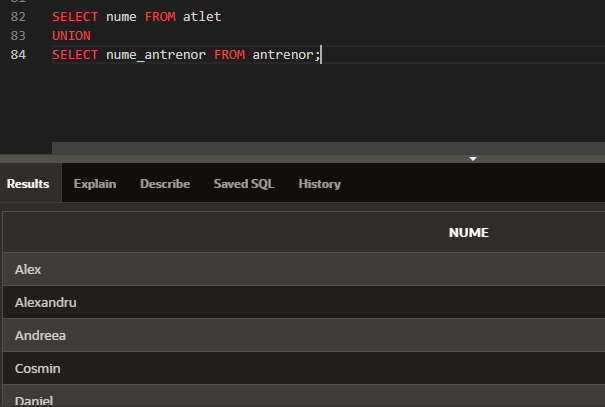 82 SELECT nume FROM atlet
83 UNION
84 SELECT nume_antrenor FROM antrenor;
Results Explain Describe Saved SQL History
NUME
Alex
Alexandru
Andreea
Cosmin
Daniel